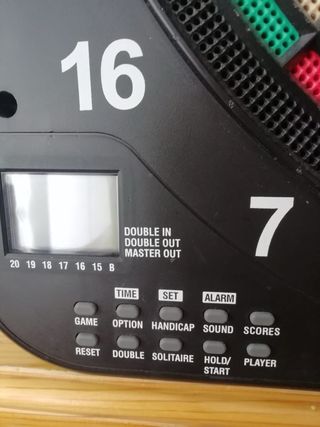 16
7
DOUBLE IN
DOUBLE OUT
MASTER OUT
20 19 18 17 16 15 B
TIME SET ALARM
GAME OPTION HANDICAP SOUND SCORES
RESET DOUBLE SOLITAIRE HOLD/
START PLAYER